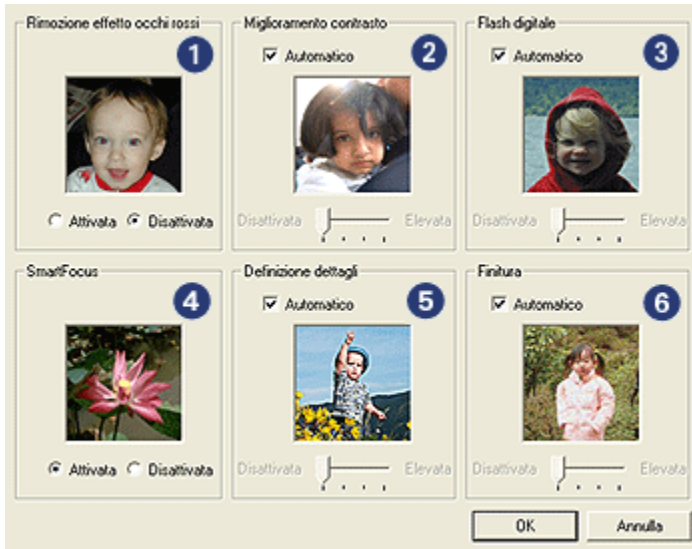 Rimozione effetto occhi rossi
1
Attivata Disattivata
Miglioramento contrasto
Automatico
2
Disattivata Elevata
Flash digitale
Automatico
3
Disattivata Elevata
SmartFocus
4
Attivata Disattivata
Definizione dettagli
Automatico
5
Disattivata Elevata
Finitura
Automatico
6
Disattivata Elevata
OK Annulla